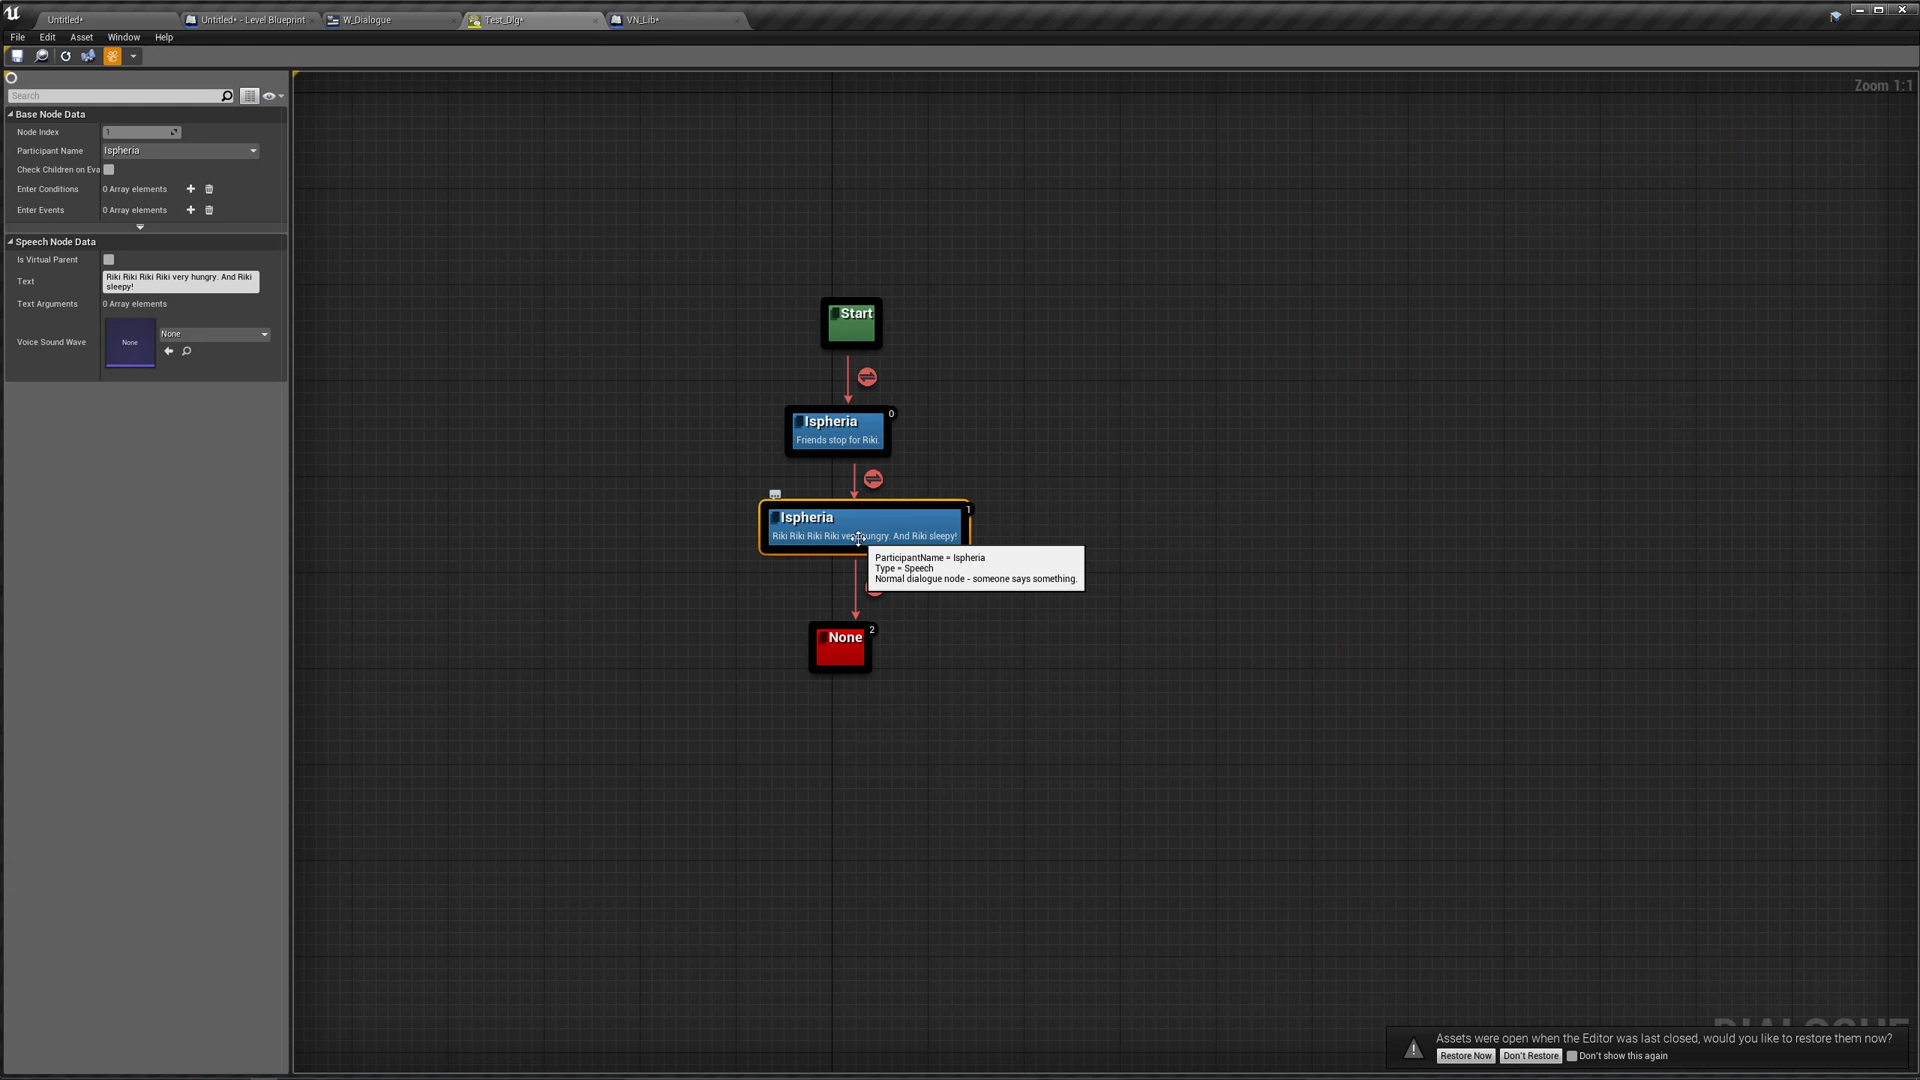 Untitled*
Untitled* - Level Blueprint
W_Dialogue
Test_Dlg*
VN_Lib*
File
Edit
Asset
Window
Help
Search
Zoom 1:1
Base Node Data
Node Index
1
Participant Name
Ispheria
Check Children on Eva
Enter Conditions
0 Array elements
Enter Events
0 Array elements
Speech Node Data
Is Virtual Parent
Text
Riki Riki Riki Riki very hungry. And Riki
sleepy!
Text Arguments
0 Array elements
Voice Sound Wave
None
None
Start
0
Ispheria
Friends stop for Riki.
1
Ispheria
Riki Riki Riki Riki very hungry. And Riki sleepy!
ParticipantName = Ispheria
Type = Speech
Normal dialogue node - someone says something.
2
None
DIALOGUE
Assets were open when the Editor was last closed, would you like to restore them now?
Restore Now
Don't Restore
Don't show this again